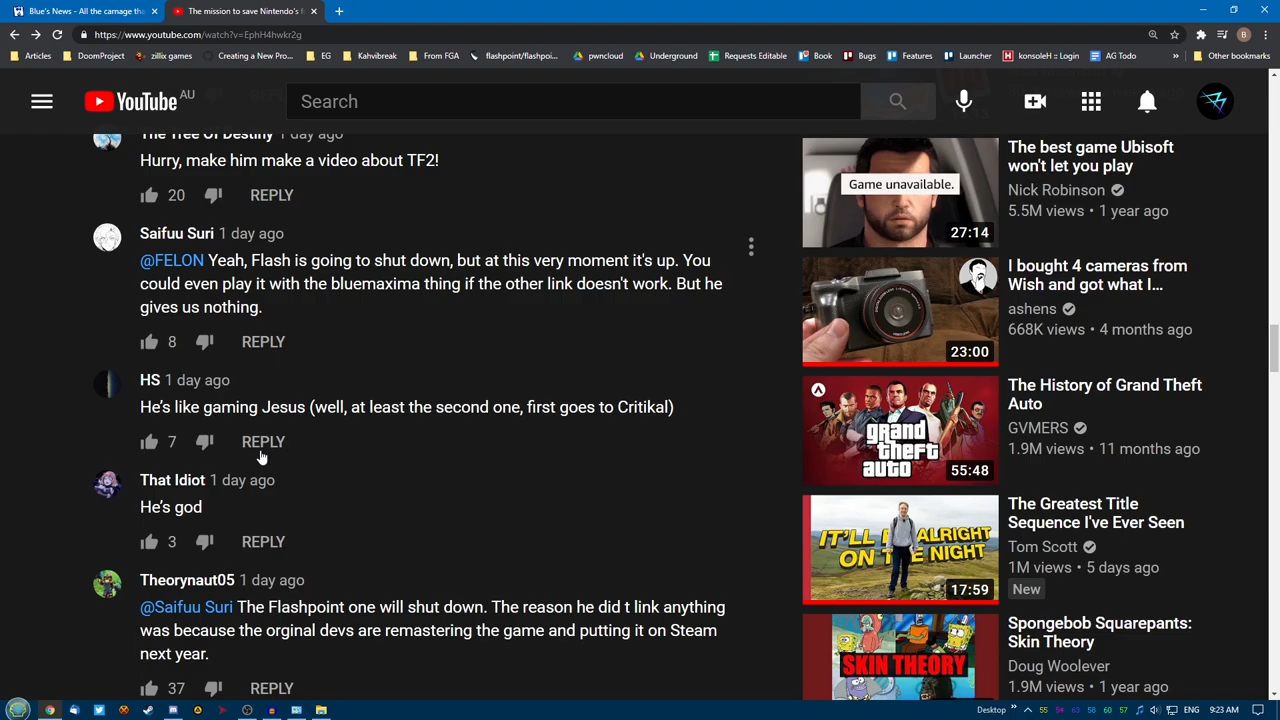 Blue's News - All the carnage tha
The mission to save Nintendo's f
https://www.youtube.com/watch?v=EphH4hwkr2g
B
Articles
DoomProject
zillix games
Creating a New Pro...
EG
Kahvibreak
From FGA
flashpoint/flashpoi...
pwncloud
Underground
Requests Editable
Book
Bugs
Features
Launcher
konsoleH :: Login
AG Todo
»
Other bookmarks
YouTube AU
Search
The Tree Of Destiny 1 day ago
Hurry, make him make a video about TF2!
20 REPLY
Saifuu Suri 1 day ago
@FELON Yeah, Flash is going to shut down, but at this very moment it's up. You
could even play it with the bluemaxima thing if the other link doesn't work. But he
gives us nothing.
8 REPLY
HS 1 day ago
He's like gaming Jesus (well, at least the second one, first goes to Critikal)
7 REPLY
That Idiot 1 day ago
He's god
3 REPLY
Theorynaut05 1 day ago
@Saifuu Suri The Flashpoint one will shut down. The reason he did t link anything
was because the orginal devs are remastering the game and putting it on Steam
next year.
37 REPLY
Game unavailable.
27:14
The best game Ubisoft
won't let you play
Nick Robinson
5.5M views • 1 year ago
23:00
I bought 4 cameras from
Wish and got what I...
ashens
668K views • 4 months ago
grand
theft
auto
55:48
The History of Grand Theft
Auto
GVMERS
1.9M views • 11 months ago
IT'LL ALRIGHT
ON THE NIGHT
17:59
The Greatest Title
Sequence I've Ever Seen
Tom Scott
1M views • 5 days ago
New
SKIN THEORY
Spongebob Squarepants:
Skin Theory
Doug Woolever
1.9M views • 1 year ago
Desktop » 55 59 63 58 60 57 9:23 AM